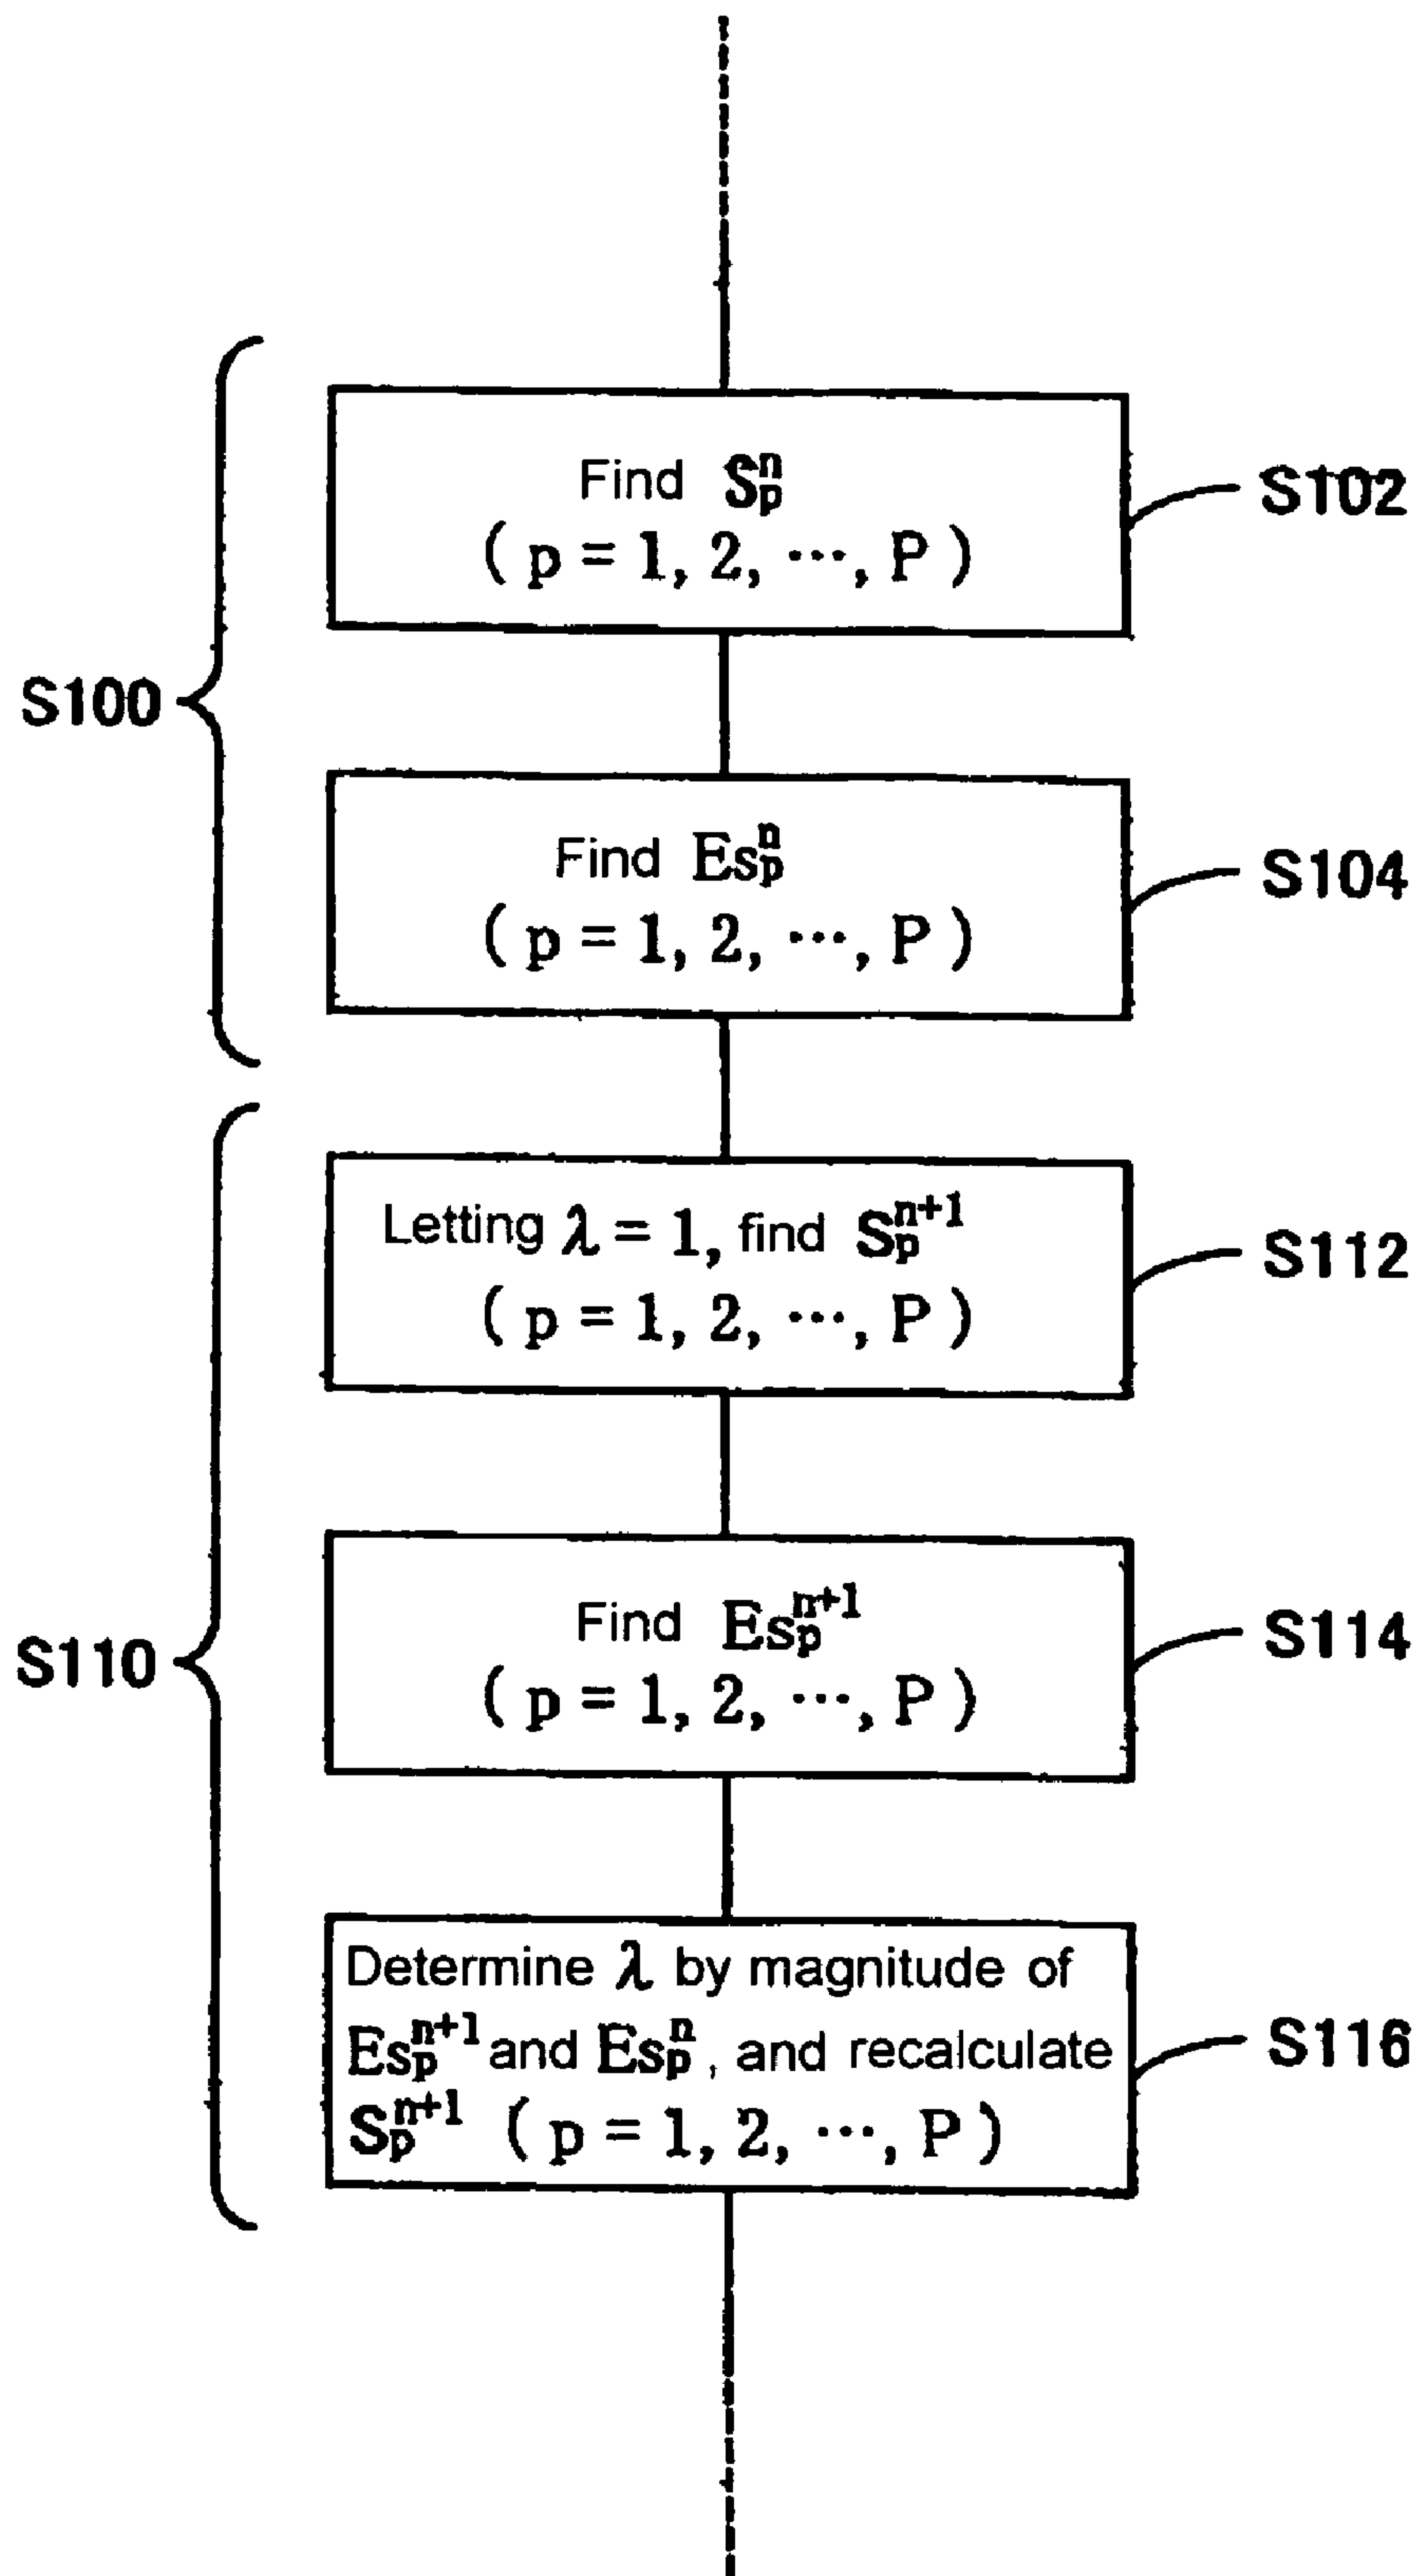 Find S_p^n
( p = 1, 2, ···, P )
S102
S100
Find Es_p^n
( p = 1, 2, ···, P )
S104
Letting λ = 1, find S_p^{n+1}
( p = 1, 2, ···, P )
S112
Find Es_p^{n+1}
( p = 1, 2, ···, P )
S114
S110
Determine λ by magnitude of
Es_p^{n+1} and Es_p^n, and recalculate
S_p^{n+1} ( p = 1, 2, ···, P )
S116